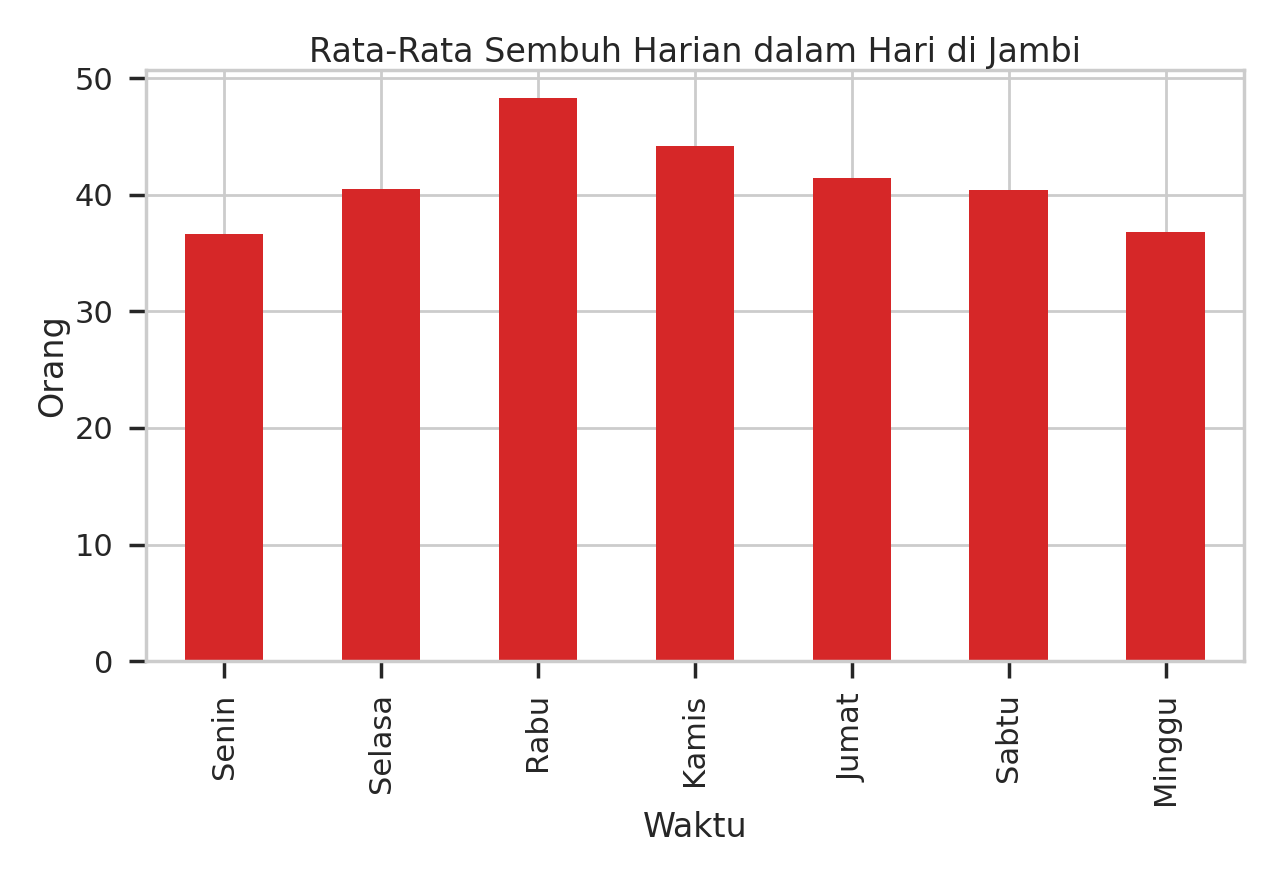 Rata-Rata Sembuh Harian dalam Hari di Jambi
50
40
30
20
10
0
Orang
Senin
Selasa
Rabu
Kamis
Jumat
Sabtu
Minggu
Waktu